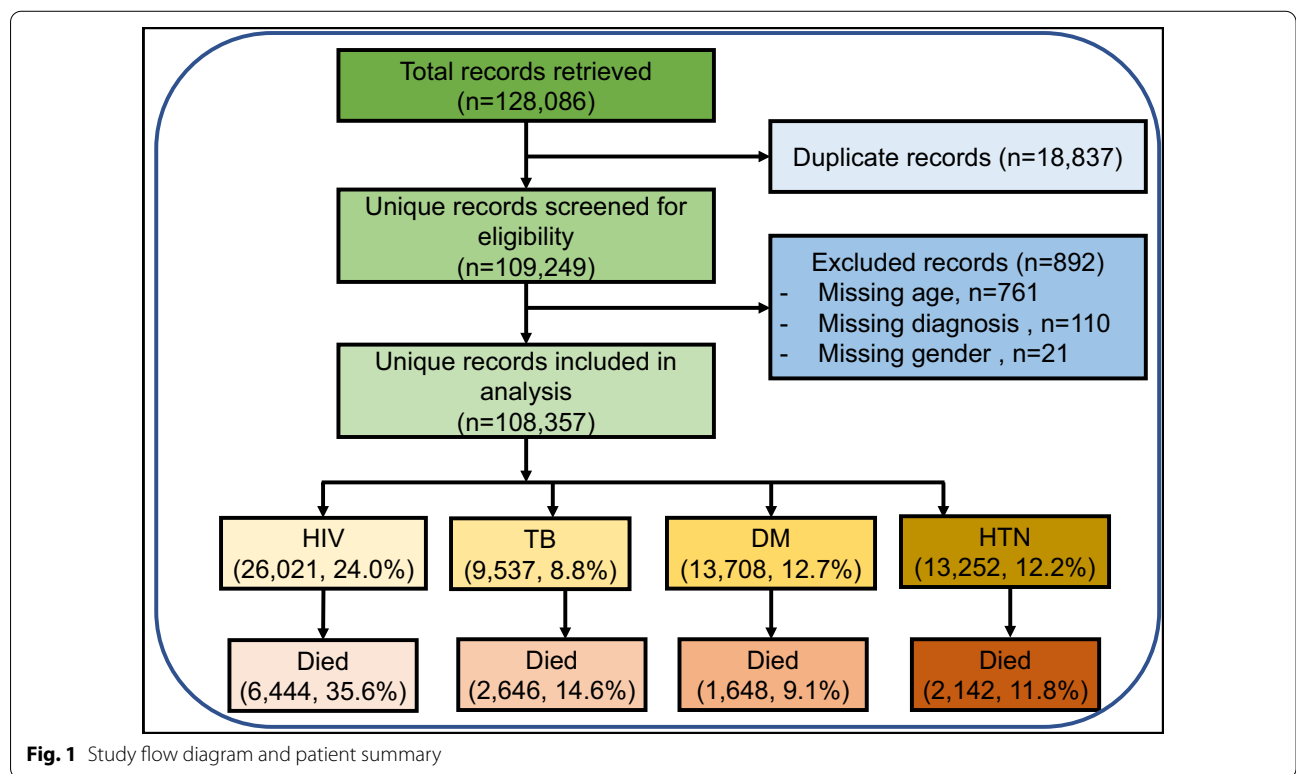 Total records retrieved
(n=128,086)
Duplicate records (n=18,837)
Unique records screened for
eligibility
(n=109,249)
Excluded records (n=892)
- Missing age, n=761
- Missing diagnosis , n=110
- Missing gender , n=21
Unique records included in
analysis
(n=108,357)
HIV
(26,021, 24.0%)
TB
(9,537, 8.8%)
DM
(13,708, 12.7%)
HTN
(13,252, 12.2%)
Died
(6,444, 35.6%)
Died
(2,646, 14.6%)
Died
(1,648, 9.1%)
Died
(2,142, 11.8%)
Fig. 1 Study flow diagram and patient summary